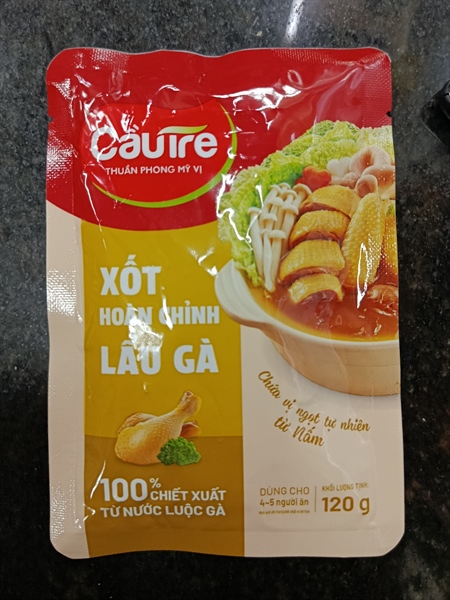 CầuTre
THUẦN PHONG MỸ VỊ
XỐT
HOÀN CHỈNH
LẨU GÀ
Chứa vị ngọt tự nhiên
từ Nấm
100% CHIẾT XUẤT
TỪ NƯỚC LUỘC GÀ
DÙNG CHO
4-5 người ăn
KHỐI LƯỢNG TỊNH:
120 g